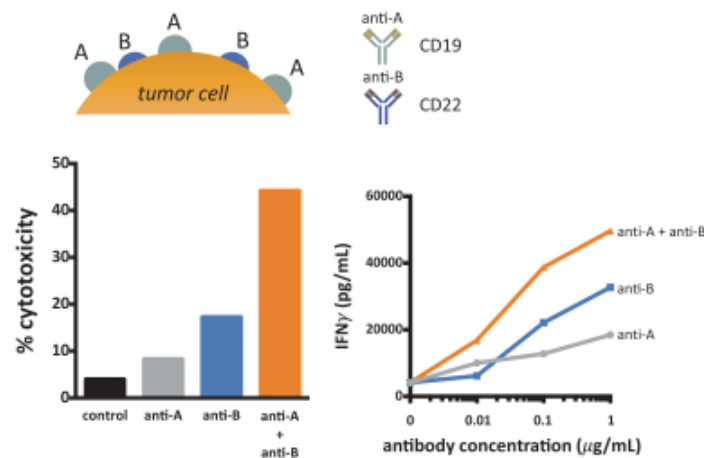 A
B
A
B
A
tumor cell
anti-A
CD19
anti-B
CD22
50
40
30
20
10
0
% cytotoxicity
control
anti-A
anti-B
anti-A
+
anti-B
60000
40000
20000
0
IFNγ (pg/mL)
anti-A + anti-B
anti-B
anti-A
0
0.01
0.1
1
antibody concentration (μg/mL)